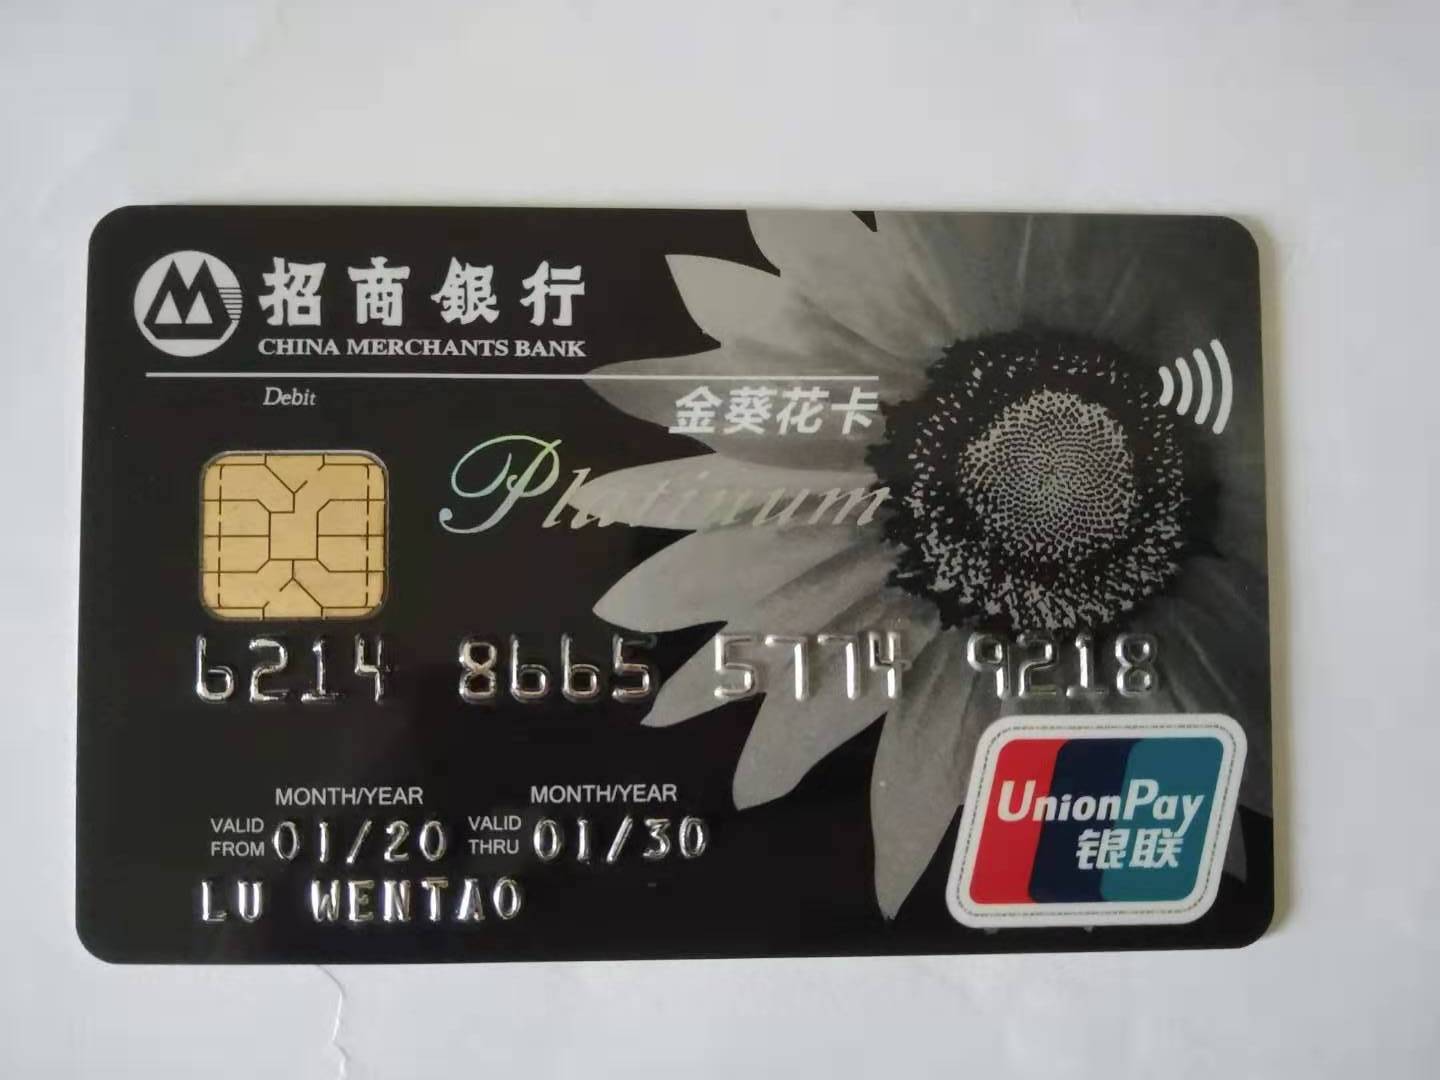 招商銀行
CHINA MERCHANTS BANK
Debit
金葵花卡
Platinum
6214 8665 5774 9218
MONTH/YEAR MONTH/YEAR
VALID FROM 01/20 VALID THRU 01/30
LU WENTAO
UnionPay
银联